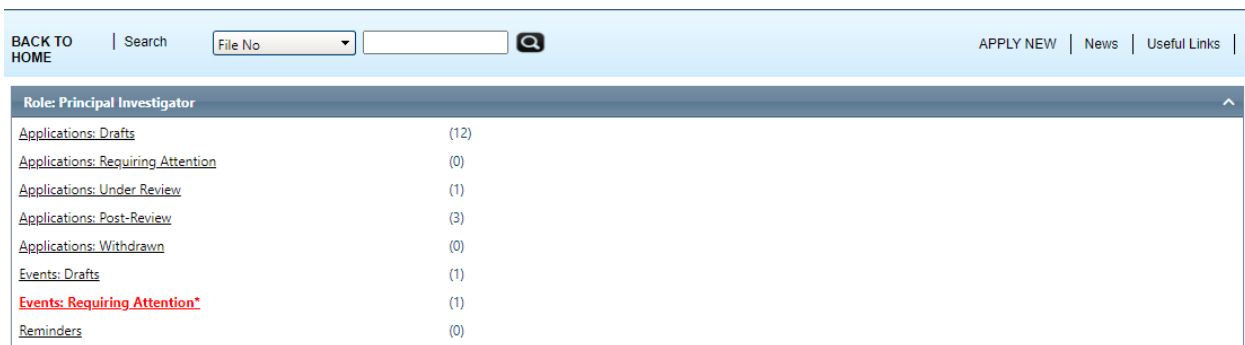 BACK TO HOME | Search File No APPLY NEW | News | Useful Links |
Role: Principal Investigator
Applications: Drafts (12)
Applications: Requiring Attention (0)
Applications: Under Review (1)
Applications: Post-Review (3)
Applications: Withdrawn (0)
Events: Drafts (1)
Events: Requiring Attention* (1)
Reminders (0)